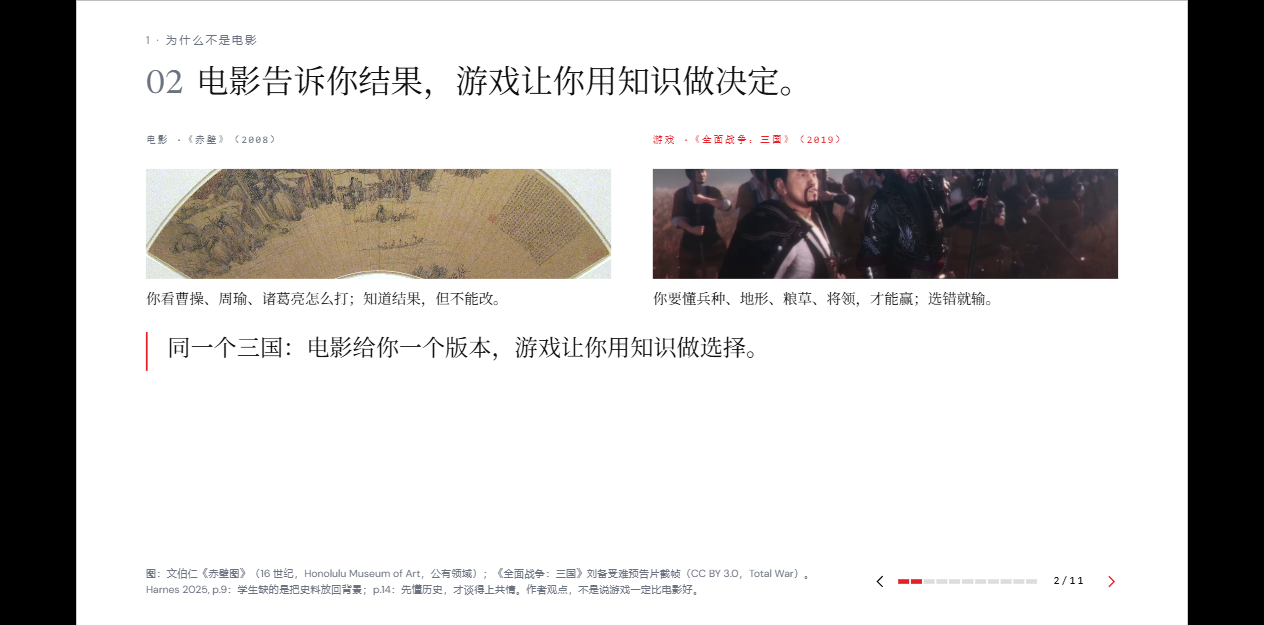 1 · 为什么不是电影
02 电影告诉你结果，游戏让你用知识做决定。
电影 ·《赤壁》（2008）
游戏 ·《全面战争：三国》（2019）
你看曹操、周瑜、诸葛亮怎么打；知道结果，但不能改。
你要懂兵种、地形、粮草、将领，才能赢；选错就输。
同一个三国：电影给你一个版本，游戏让你用知识做选择。
图：文伯仁《赤壁图》（16 世纪，Honolulu Museum of Art，公有领域）；《全面战争：三国》刘备受难预告片截帧（CC BY 3.0，Total War）。
Harnes 2025, p.9：学生缺的是把史料放回背景；p.14：先懂历史，才谈得上共情。作者观点，不是说游戏一定比电影好。
2/11